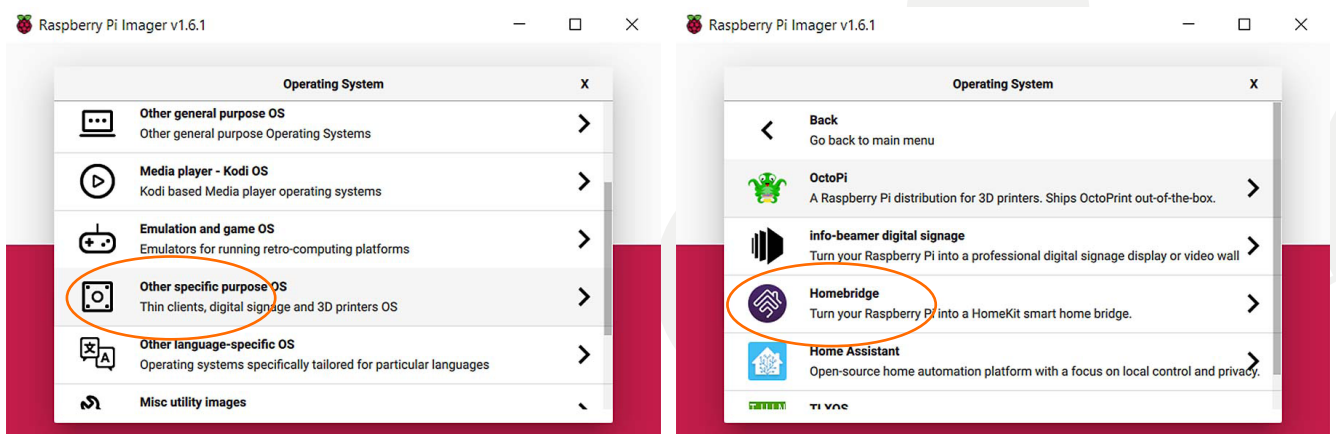 Raspberry Pi Imager v1.6.1
Operating System
X
Other general purpose OS
Other general purpose Operating Systems
Media player - Kodi OS
Kodi based Media player operating systems
Emulation and game OS
Emulators for running retro-computing platforms
Other specific purpose OS
Thin clients, digital signage and 3D printers OS
Other language-specific OS
Operating systems specifically tailored for particular languages
Misc utility images
Raspberry Pi Imager v1.6.1
Operating System
X
Back
Go back to main menu
OctoPi
A Raspberry Pi distribution for 3D printers. Ships OctoPrint out-of-the-box.
info-beamer digital signage
Turn your Raspberry Pi into a professional digital signage display or video wall
Homebridge
Turn your Raspberry Pi into a HomeKit smart home bridge.
Home Assistant
Open-source home automation platform with a focus on local control and privacy.
TLXOS